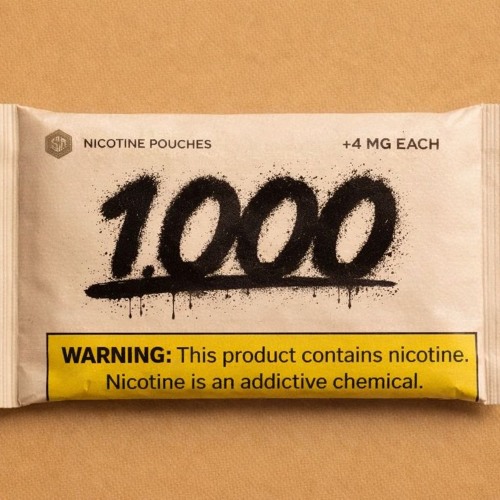 NICOTINE POUCHES
+4 MG EACH
1.000
WARNING: This product contains nicotine.
Nicotine is an addictive chemical.